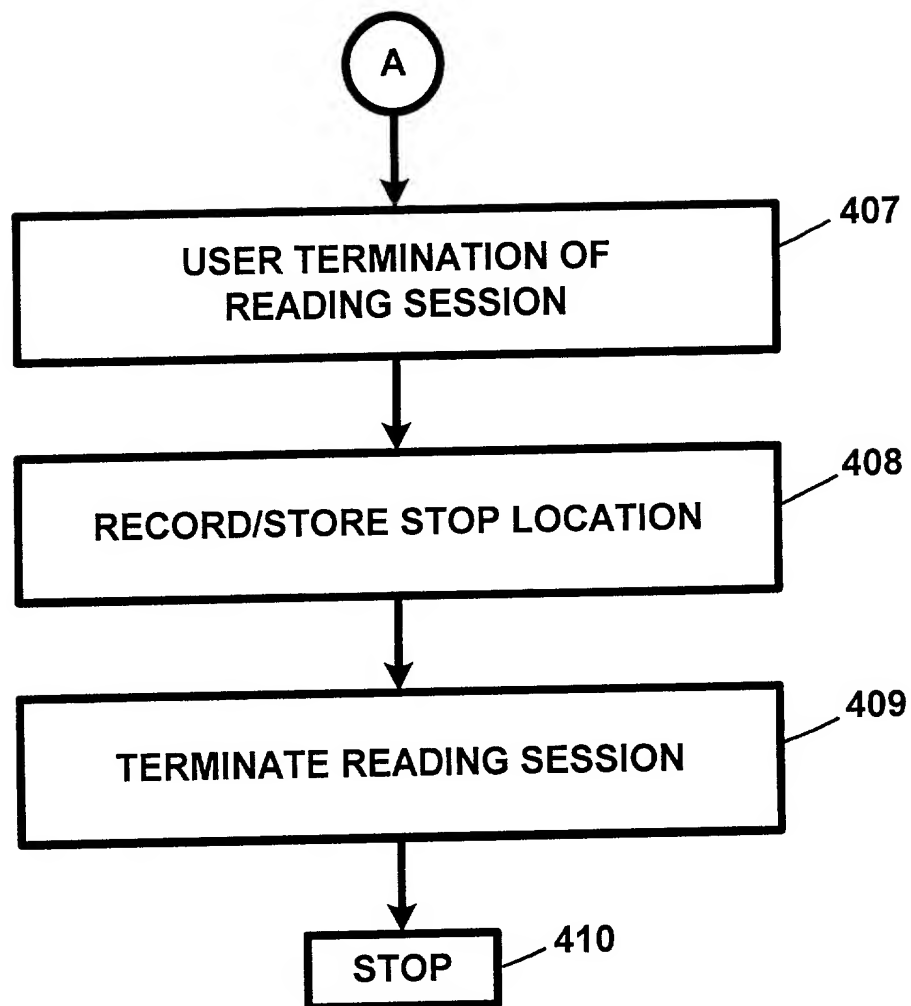 A
407
USER TERMINATION OF
READING SESSION
408
RECORD/STORE STOP LOCATION
409
TERMINATE READING SESSION
410
STOP